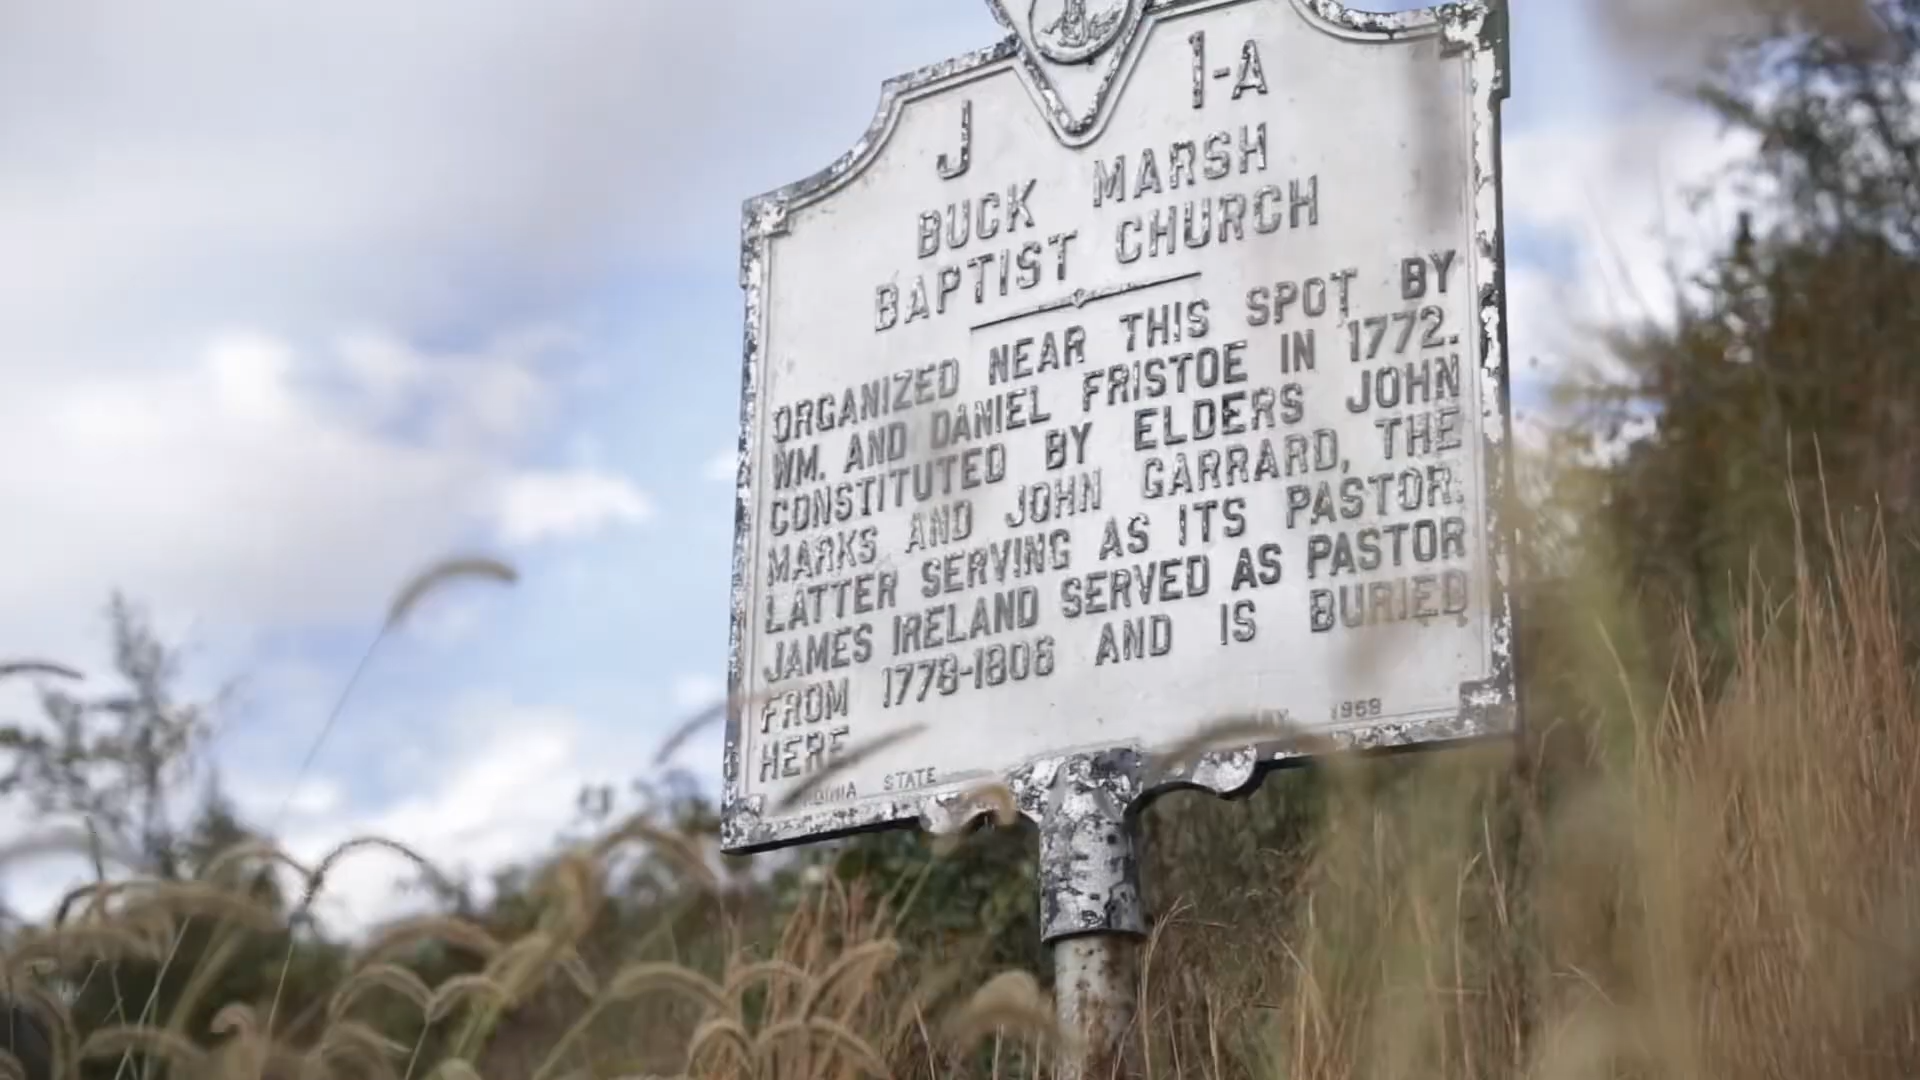 J 1-A
BUCK MARSH
BAPTIST CHURCH
ORGANIZED NEAR THIS SPOT BY
WM. AND DANIEL FRISTOE IN 1772.
CONSTITUTED BY ELDERS JOHN
MARKS AND JOHN GARRARD, THE
LATTER SERVING AS ITS PASTOR.
JAMES IRELAND SERVED AS PASTOR
FROM 1778-1806 AND IS BURIED
HERE
STATE 1969